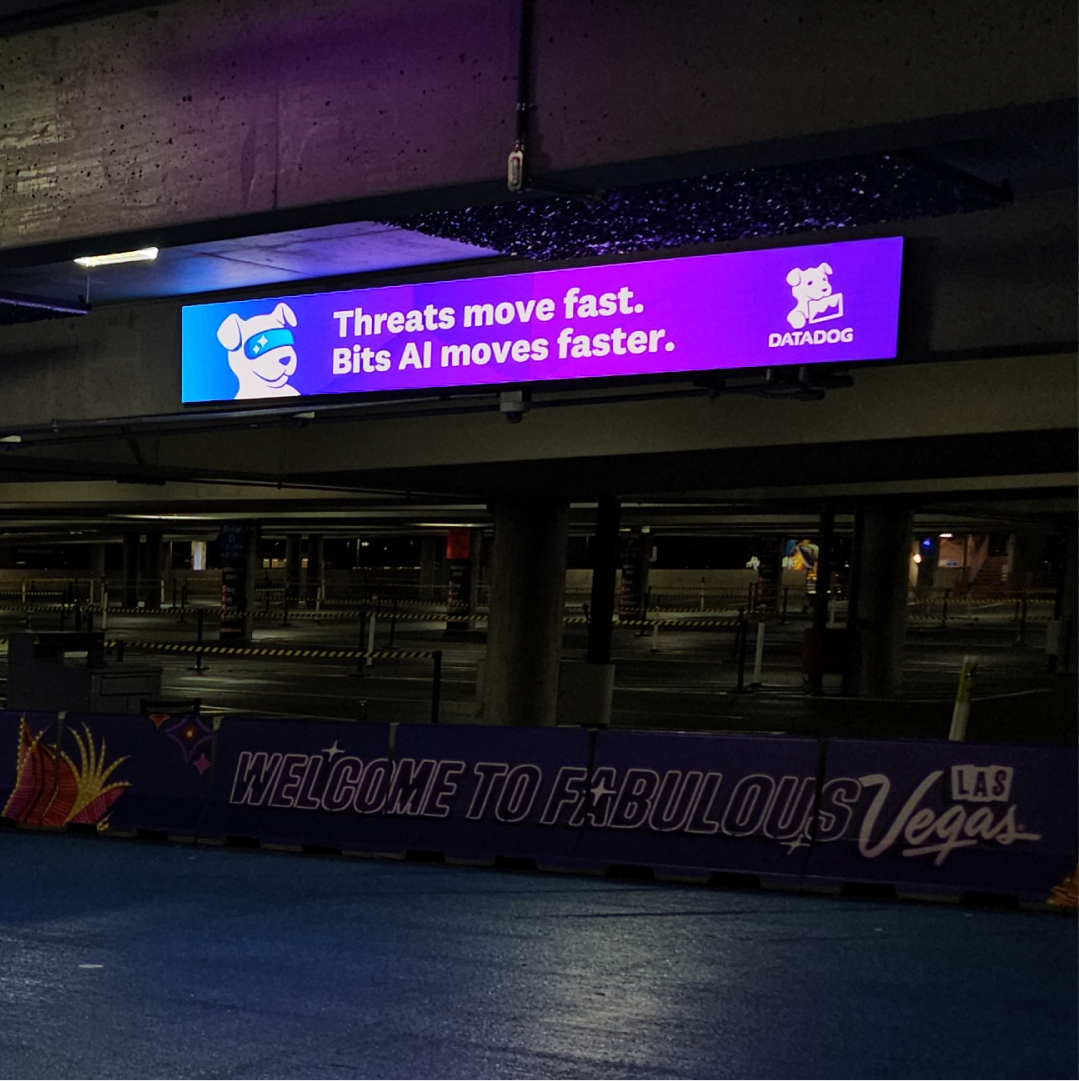 Threats move fast.
Bits AI moves faster.
DATADOG
WELCOME TO FABULOUS LAS Vegas